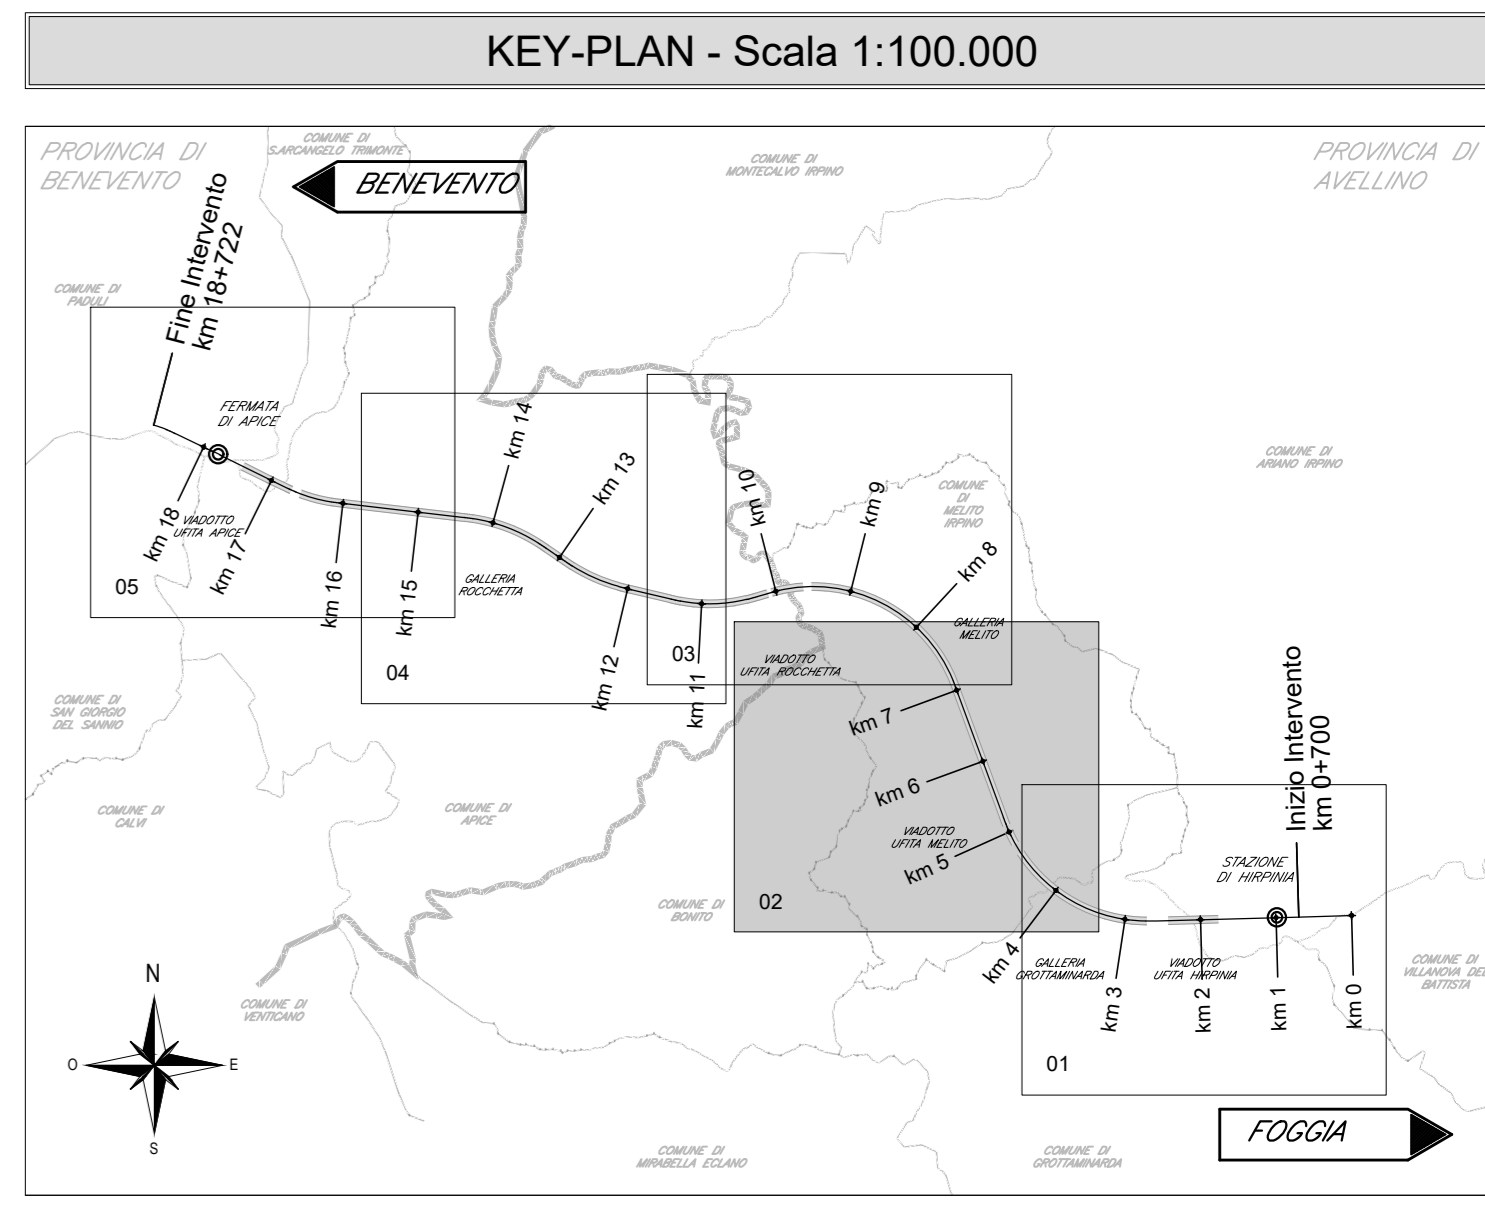 KEY-PLAN - Scala 1:100.000
PROVINCIA DI
BENEVENTO
COMUNE DI
S.ARCANGELO TRIMONTE
BENEVENTO
COMUNE DI
MONTECALVO IRPINO
PROVINCIA DI
AVELLINO
Fine Intervento
km 18+722
COMUNE DI
PADULI
FERMATA
DI APICE
km 14
km 13
km 10
km 9
COMUNE
DI
MELITO
IRPINO
COMUNE DI
ARIANO IRPINO
km 18
VIADOTTO
UFITA APICE
km 17
km 16
km 15
GALLERIA
ROCCHETTA
km 8
05
04
03
km 12
km 11
GALLERIA
MELITO
VIADOTTO
UFITA ROCCHETTA
km 7
km 6
Inizio Intervento
km 0+700
COMUNE DI
SAN GIORGIO
DEL SANNIO
COMUNE DI
CALVI
COMUNE DI
APICE
VIADOTTO
UFITA MELITO
km 5
STAZIONE
DI HIRPINIA
02
COMUNE DI
BONITO
km 4
GALLERIA
GROTTAMINARDA
VIADOTTO
UFITA HIRPINIA
km 3
km 2
km 1
km 0
COMUNE DI
VILLANOVA DEL
BATTISTA
COMUNE DI
VENTICANO
N
O
E
S
01
FOGGIA
COMUNE DI
MIRABELLA ECLANO
COMUNE DI
GROTTAMINARDA